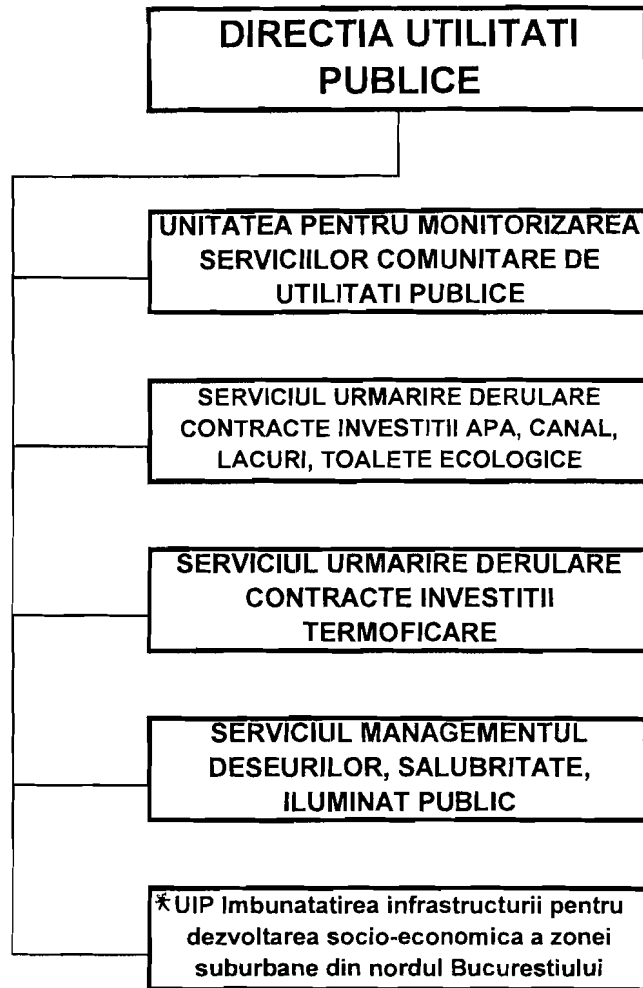 DIRECTIA UTILITATI
PUBLICE
UNITATEA PENTRU MONITORIZAREA
SERVICIILOR COMUNITARE DE
UTILITATI PUBLICE
SERVICIUL URMARIRE DERULARE
CONTRACTE INVESTITII APA, CANAL,
LACURI, TOALETE ECOLOGICE
SERVICIUL URMARIRE DERULARE
CONTRACTE INVESTITII
TERMOFICARE
SERVICIUL MANAGEMENTUL
DESEURILOR, SALUBRITATE,
ILUMINAT PUBLIC
*UIP Imbunatatirea infrastructurii pentru
dezvoltarea socio-economica a zonei
suburbane din nordul Bucurestiului